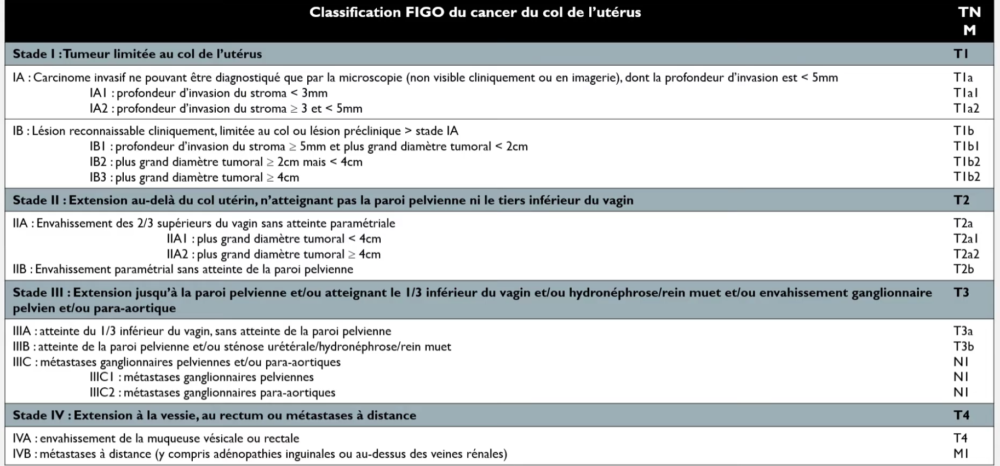 Classification FIGO du cancer du col de l'utérus TN
M
Stade I : Tumeur limitée au col de l'utérus T1
IA : Carcinome invasif ne pouvant être diagnostiqué que par la microscopie (non visible cliniquement ou en imagerie), dont la profondeur d'invasion est < 5mm T1a
IA1 : profondeur d'invasion du stroma < 3mm T1a1
IA2 : profondeur d'invasion du stroma ≥ 3 et < 5mm T1a2
IB : Lésion reconnaissable cliniquement, limitée au col ou lésion préclinique > stade IA T1b
IB1 : profondeur d'invasion du stroma ≥ 5mm et plus grand diamètre tumoral < 2cm T1b1
IB2 : plus grand diamètre tumoral ≥ 2cm mais < 4cm T1b2
IB3 : plus grand diamètre tumoral ≥ 4cm T1b2
Stade II : Extension au-delà du col utérin, n'atteignant pas la paroi pelvienne ni le tiers inférieur du vagin T2
IIA : Envahissement des 2/3 supérieurs du vagin sans atteinte paramétriale T2a
IIA1 : plus grand diamètre tumoral < 4cm T2a1
IIA2 : plus grand diamètre tumoral ≥ 4cm T2a2
IIB : Envahissement paramétrial sans atteinte de la paroi pelvienne T2b
Stade III : Extension jusqu'à la paroi pelvienne et/ou atteignant le 1/3 inférieur du vagin et/ou hydronéphrose/rein muet et/ou envahissement ganglionnaire T3
pelvien et/ou para-aortique
IIIA : atteinte du 1/3 inférieur du vagin, sans atteinte de la paroi pelvienne T3a
IIIB : atteinte de la paroi pelvienne et/ou sténose urétérale/hydronéphrose/rein muet T3b
IIIC : métastases ganglionnaires pelviennes et/ou para-aortiques N1
IIIC1 : métastases ganglionnaires pelviennes N1
IIIC2 : métastases ganglionnaires para-aortiques N1
Stade IV : Extension à la vessie, au rectum ou métastases à distance T4
IVA : envahissement de la muqueuse vésicale ou rectale T4
IVB : métastases à distance (y compris adénopathies inguinales ou au-dessus des veines rénales) M1